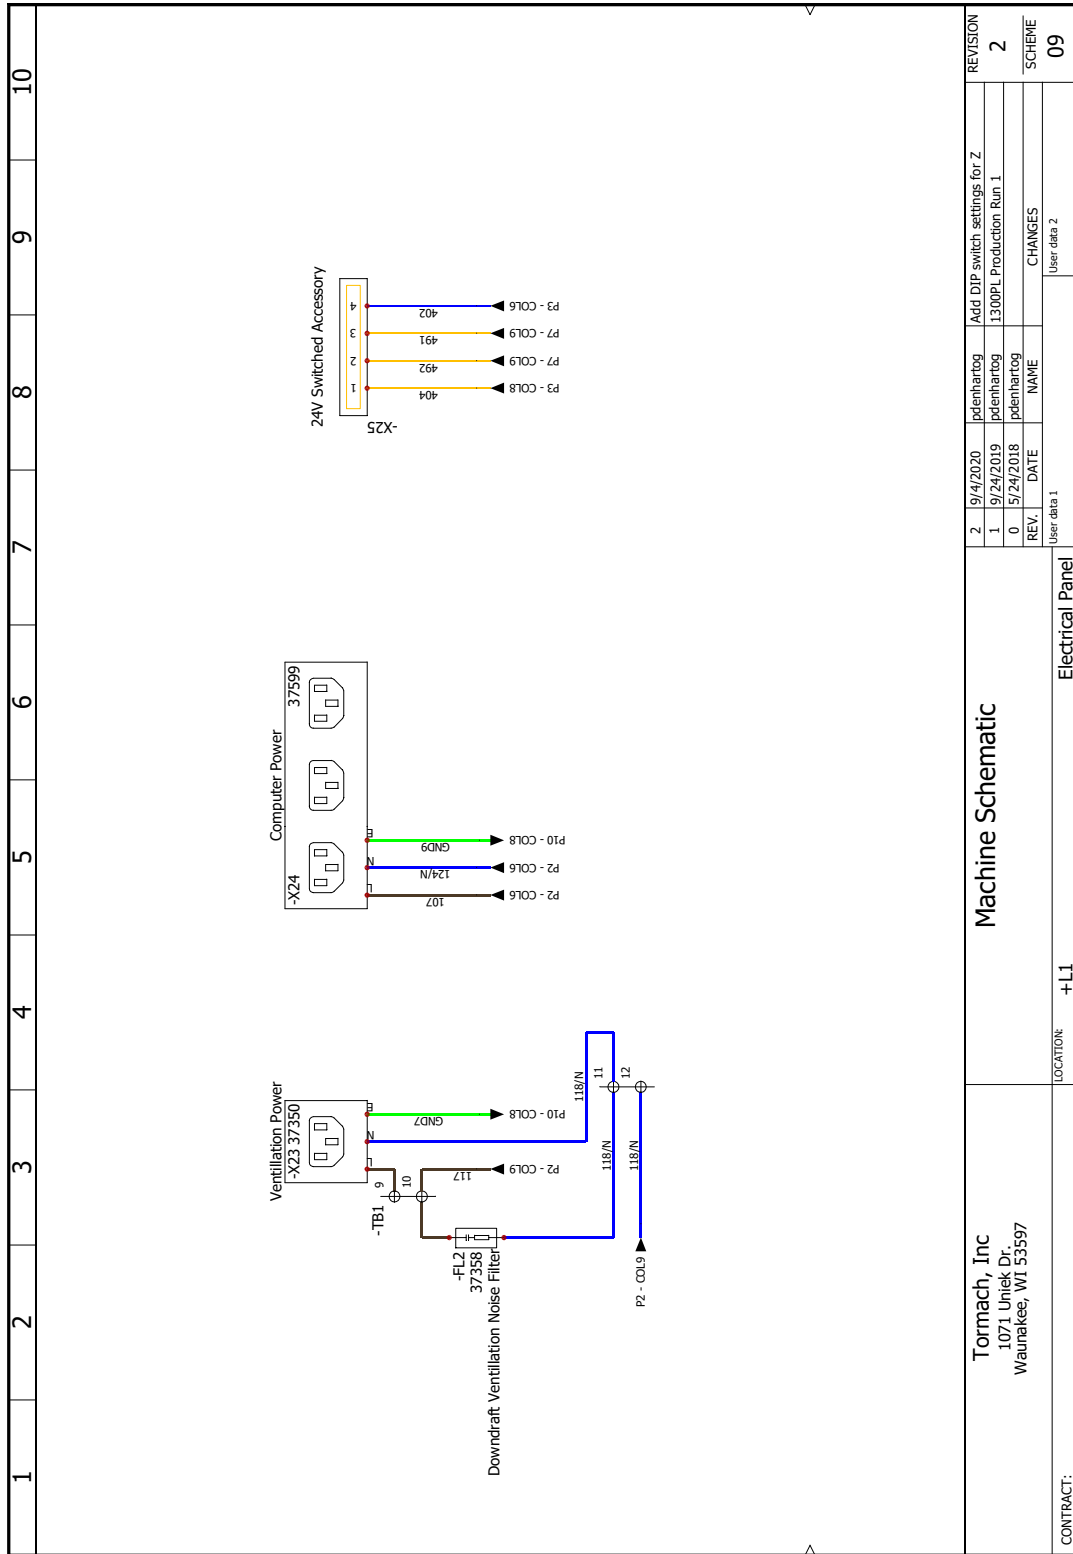 1 2 3 4 5 6 7 8 9 10
Ventillation Power
-X23 37350
L N E
-TB1
9
10
117
P2 - COL9
GND7
P10 - COL8
-FL2
37358
Downdraft Ventillation Noise Filter
118/N
11
12
118/N
118/N
P2 - COL9
Computer Power
-X24
37599
L N E
107
124/N
GND9
P2 - COL6
P2 - COL6
P10 - COL8
24V Switched Accessory
-X25
1 2 3 4
404
492
491
402
P3 - COL8
P7 - COL9
P7 - COL9
P3 - COL6
Tormach, Inc
1071 Uniek Dr.
Waunakee, WI 53597
CONTRACT:
Machine Schematic
LOCATION:
+L1
Electrical Panel
2 9/4/2020 pdenhartog Add DIP switch settings for Z
1 9/24/2019 pdenhartog 1300PL Production Run 1
0 5/24/2018 pdenhartog
REV. DATE NAME CHANGES
User data 1
User data 2
REVISION
2
SCHEME
09